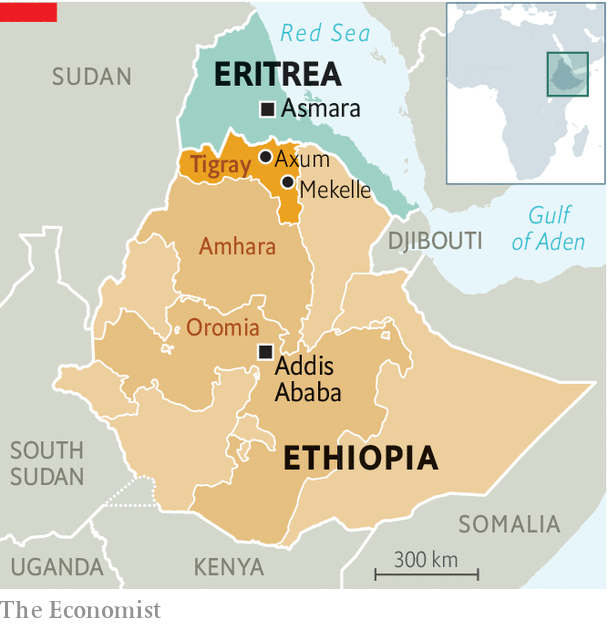 Red Sea
SUDAN
ERITREA
Asmara
Tigray
Axum
Mekelle
Gulf
of Aden
DJIBOUTI
Amhara
Oromia
Addis
Ababa
SOUTH
SUDAN
ETHIOPIA
SOMALIA
UGANDA
KENYA
300 km
The Economist